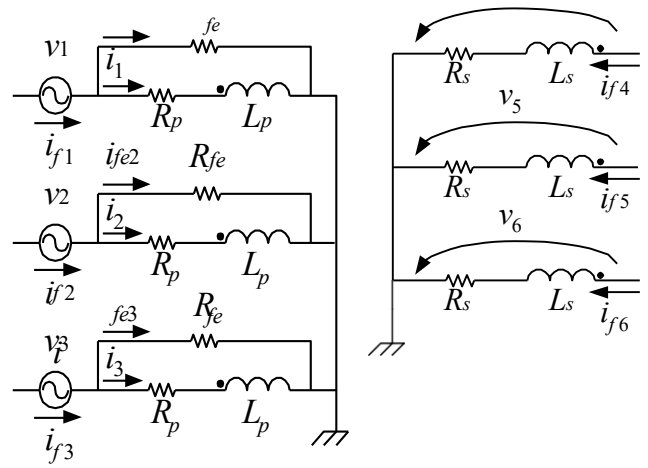 v1
fe
i1
Rp
Lp
if1
ife2
Rfe
v2
i2
Rp
Lp
if2
fe3
Rfe
v3
i
i3
Rp
Lp
if3
Rs
Ls
if4
v5
Rs
Ls
if5
v6
Rs
Ls
if6